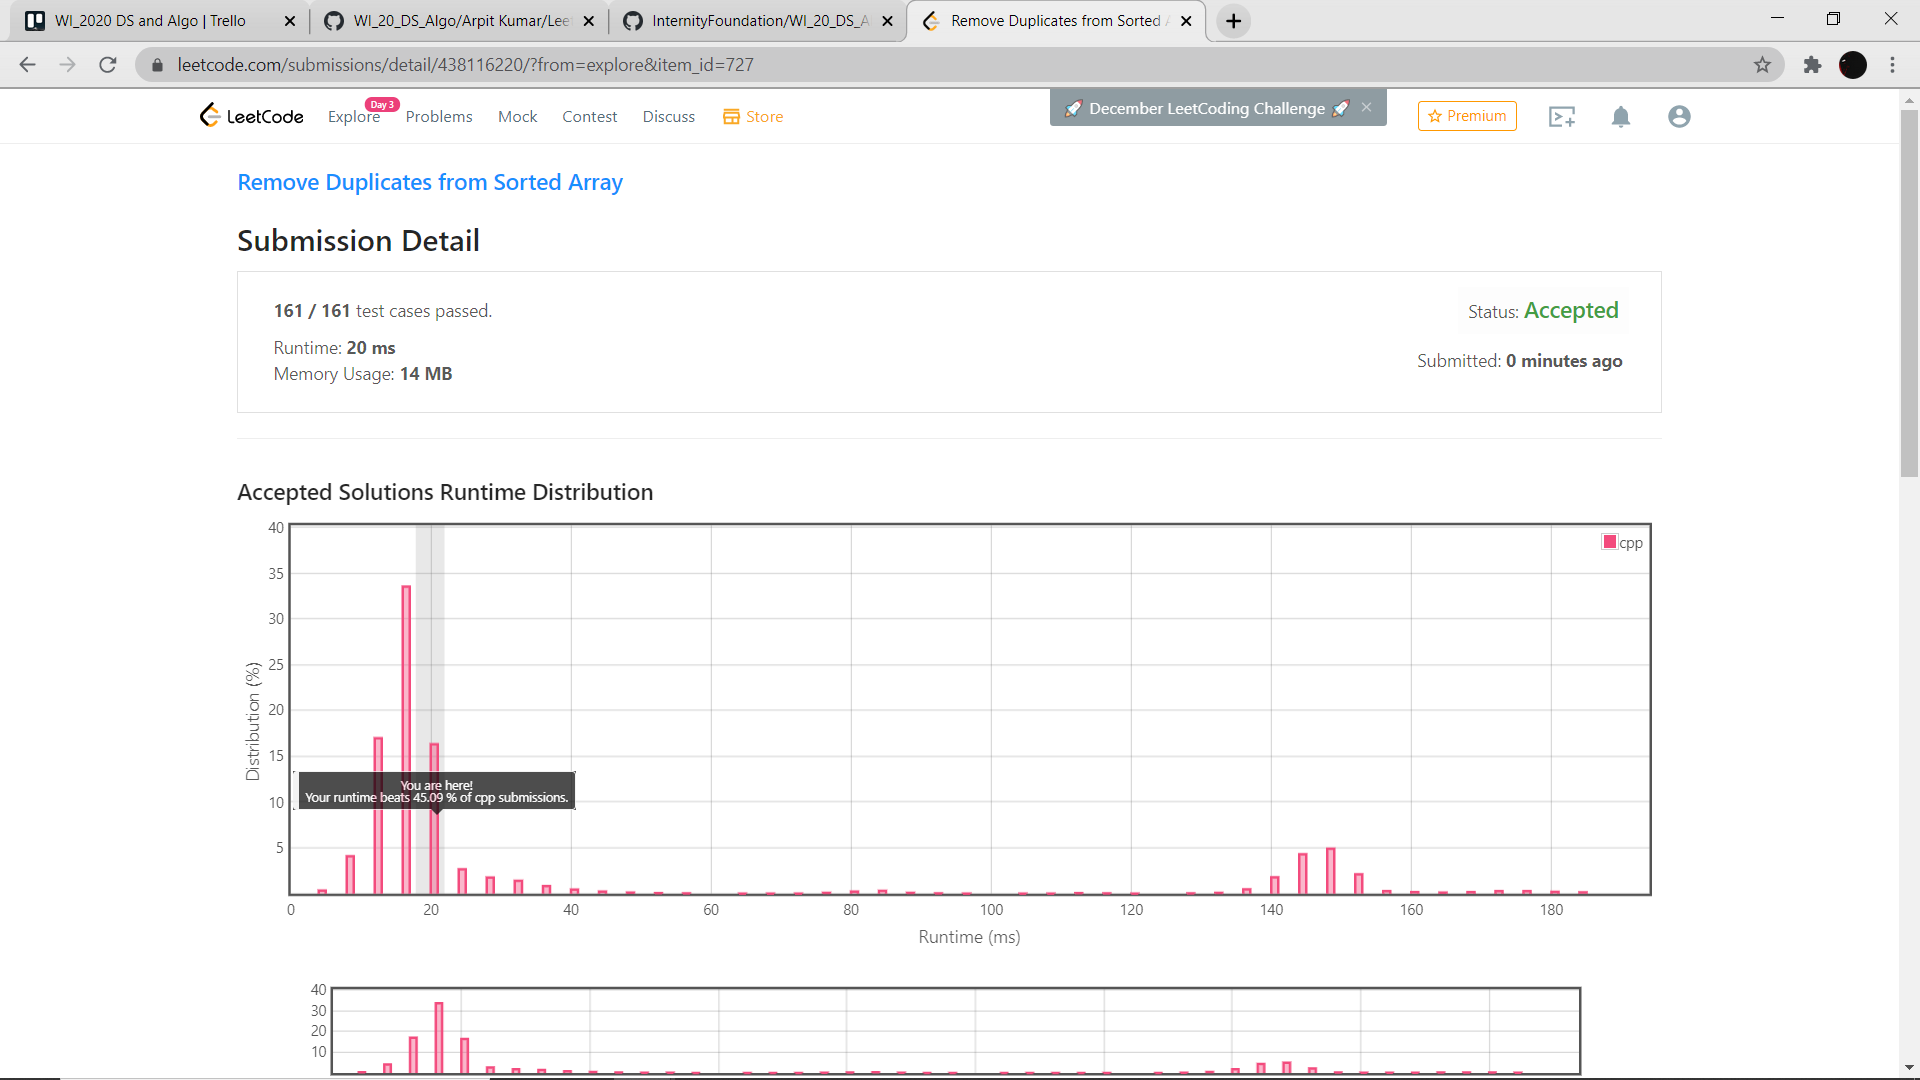 WI_2020 DS and Algo | Trello
WI_20_DS_Algo/Arpit Kumar/Lee
InternityFoundation/WI_20_DS_A
Remove Duplicates from Sorted A
leetcode.com/submissions/detail/438116220/?from=explore&item_id=727
LeetCode
Explore
Day 3
Problems
Mock
Contest
Discuss
Store
🚀 December LeetCoding Challenge 🚀
Premium
Remove Duplicates from Sorted Array
Submission Detail
161 / 161 test cases passed.
Status: Accepted
Runtime: 20 ms
Submitted: 0 minutes ago
Memory Usage: 14 MB
Accepted Solutions Runtime Distribution
cpp
40
35
30
25
20
15
10
5
Distribution (%)
You are here!
Your runtime beats 45.09 % of cpp submissions.
0 20 40 60 80 100 120 140 160 180
Runtime (ms)
40
30
20
10